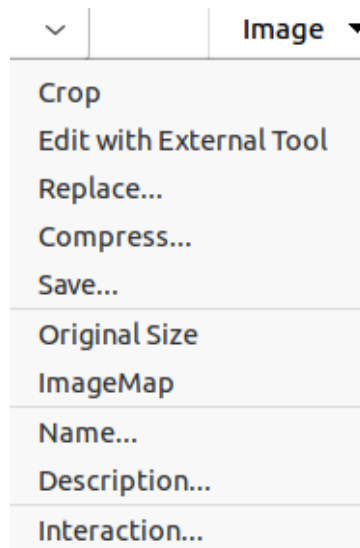 Image
Crop
Edit with External Tool
Replace...
Compress...
Save...
Original Size
ImageMap
Name...
Description...
Interaction...